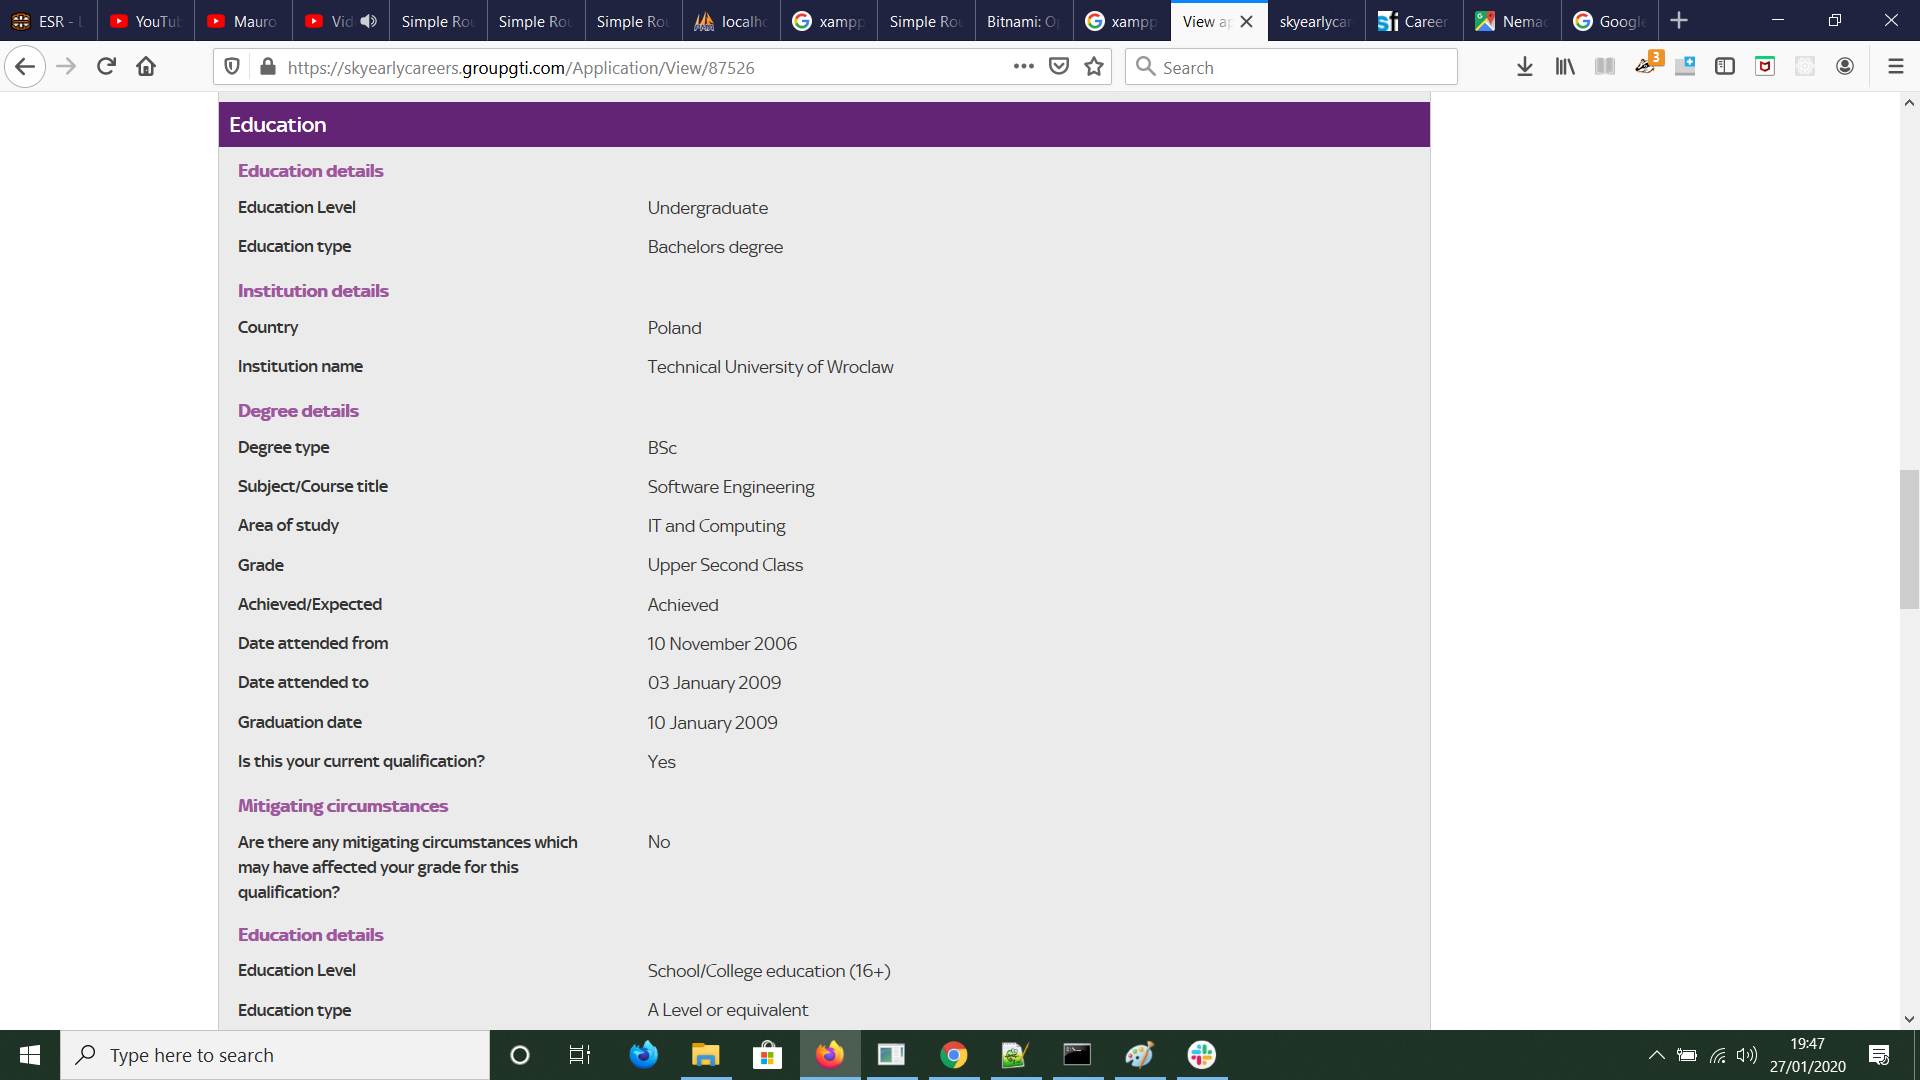 ESR -
YouTu
Mauro
Vid
Simple Ro
Simple Ro
Simple Ro
localh
xampp
Simple Ro
Bitnami: O
xampp
View a
skyearlycar
Career
Nema
Google
https://skyearlycareers.groupgti.com/Application/View/87526
Search
3
Education
Education details
Education Level Undergraduate
Education type Bachelors degree
Institution details
Country Poland
Institution name Technical University of Wroclaw
Degree details
Degree type BSc
Subject/Course title Software Engineering
Area of study IT and Computing
Grade Upper Second Class
Achieved/Expected Achieved
Date attended from 10 November 2006
Date attended to 03 January 2009
Graduation date 10 January 2009
Is this your current qualification? Yes
Mitigating circumstances
Are there any mitigating circumstances which No
may have affected your grade for this
qualification?
Education details
Education Level School/College education (16+)
Education type A Level or equivalent
Type here to search
19:47
27/01/2020